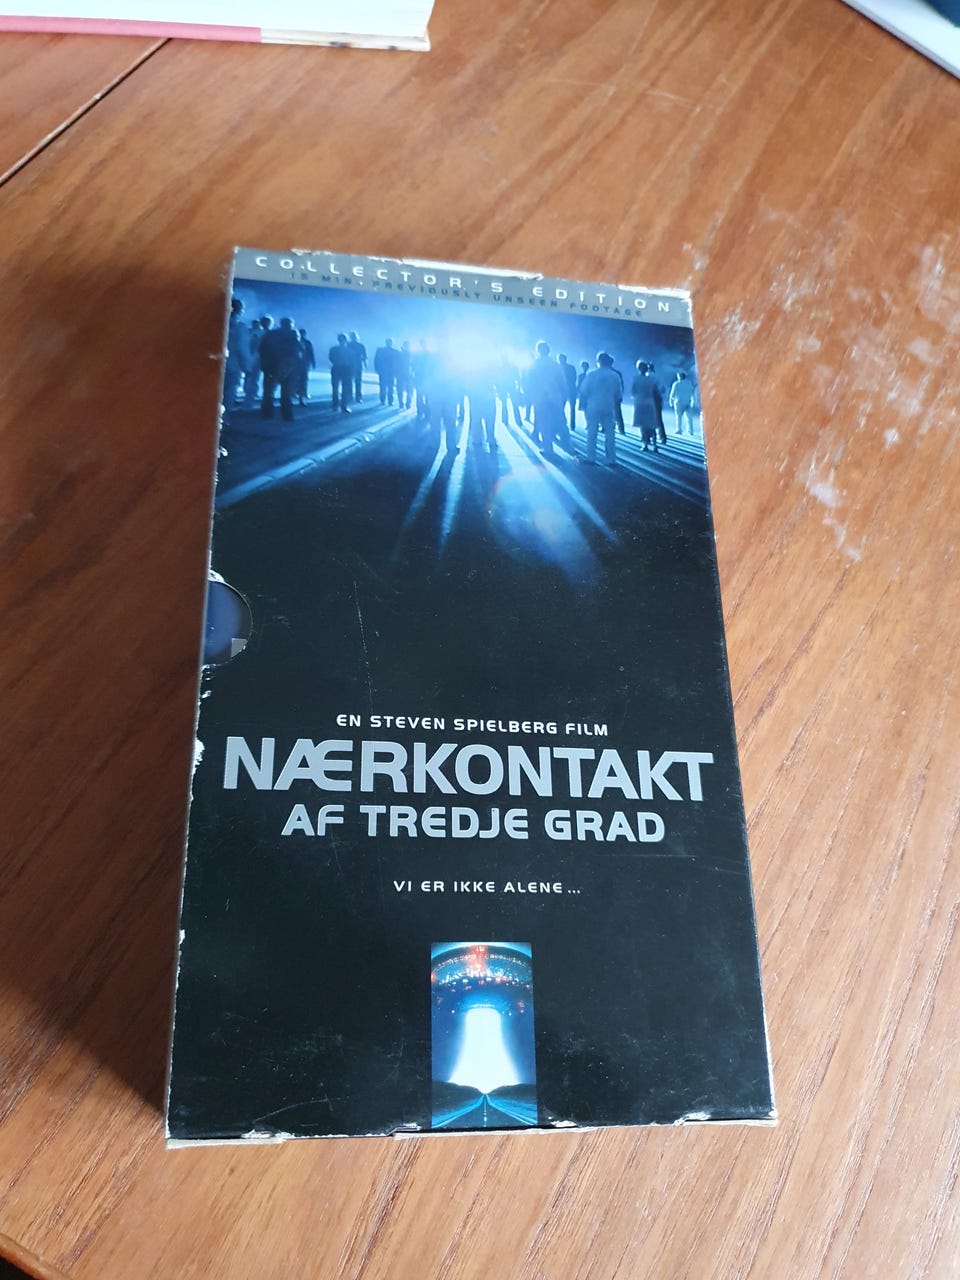 COLLECTOR'S EDITION
15 MIN. PREVIOUSLY UNSEEN FOOTAGE
EN STEVEN SPIELBERG FILM
NÆRKONTAKT
AF TREDJE GRAD
VI ER IKKE ALENE...